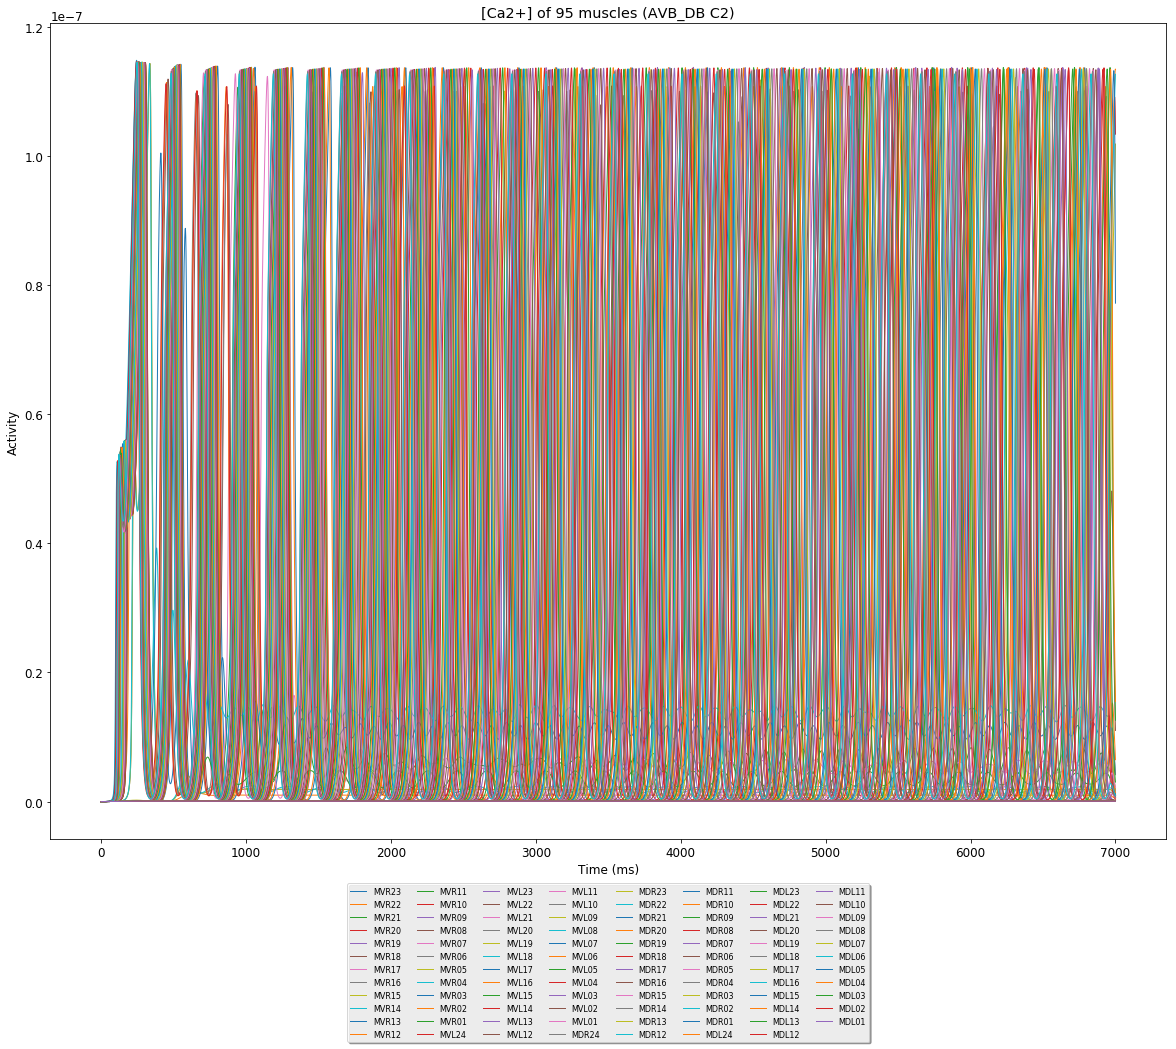 [Ca2+] of 95 muscles (AVB_DB C2)
1e−7
1.2
1.0
0.8
0.6
0.4
0.2
0.0
Activity
0 1000 2000 3000 4000 5000 6000 7000
Time (ms)
MVR23 MVR11 MVL23 MVL11 MDR23 MDR11 MDL23 MDL11
MVR22 MVR10 MVL22 MVL10 MDR22 MDR10 MDL22 MDL10
MVR21 MVR09 MVL21 MVL09 MDR21 MDR09 MDL21 MDL09
MVR20 MVR08 MVL20 MVL08 MDR20 MDR08 MDL20 MDL08
MVR19 MVR07 MVL19 MVL07 MDR19 MDR07 MDL19 MDL07
MVR18 MVR06 MVL18 MVL06 MDR18 MDR06 MDL18 MDL06
MVR17 MVR05 MVL17 MVL05 MDR17 MDR05 MDL17 MDL05
MVR16 MVR04 MVL16 MVL04 MDR16 MDR04 MDL16 MDL04
MVR15 MVR03 MVL15 MVL03 MDR15 MDR03 MDL15 MDL03
MVR14 MVR02 MVL14 MVL02 MDR14 MDR02 MDL14 MDL02
MVR13 MVR01 MVL13 MVL01 MDR13 MDR01 MDL13 MDL01
MVR12 MVL24 MVL12 MDR24 MDR12 MDL24 MDL12